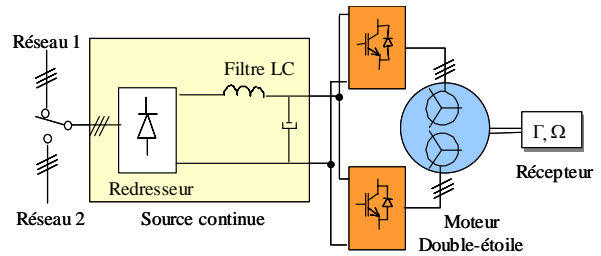 Réseau 1
Filtre LC
Redresseur
Réseau 2
Source continue
Γ, Ω
Récepteur
Moteur
Double-étoile